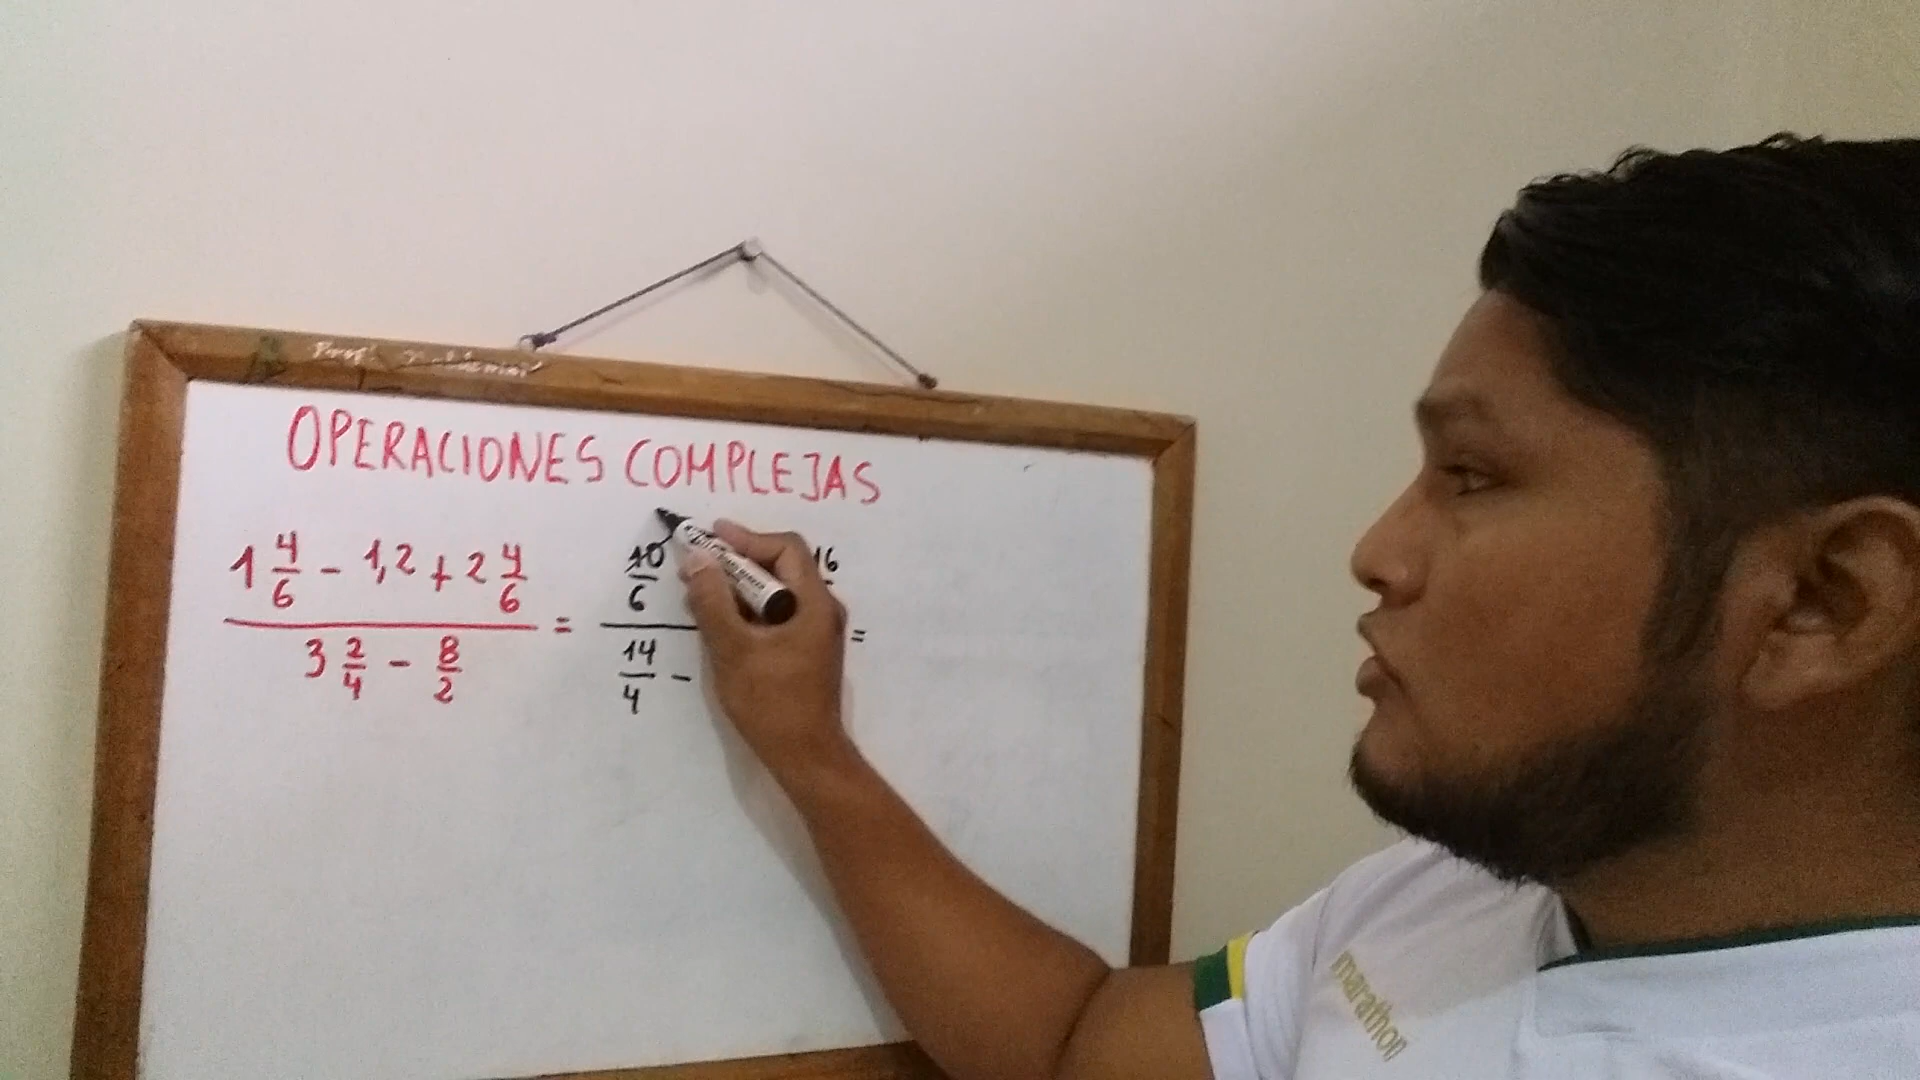 Prof.
OPERACIONES COMPLEJAS
1 4/6 - 1,2 + 2 4/6 / 3 2/4 - 8/2 = 10/6 16 / 14/4 - =
marathon